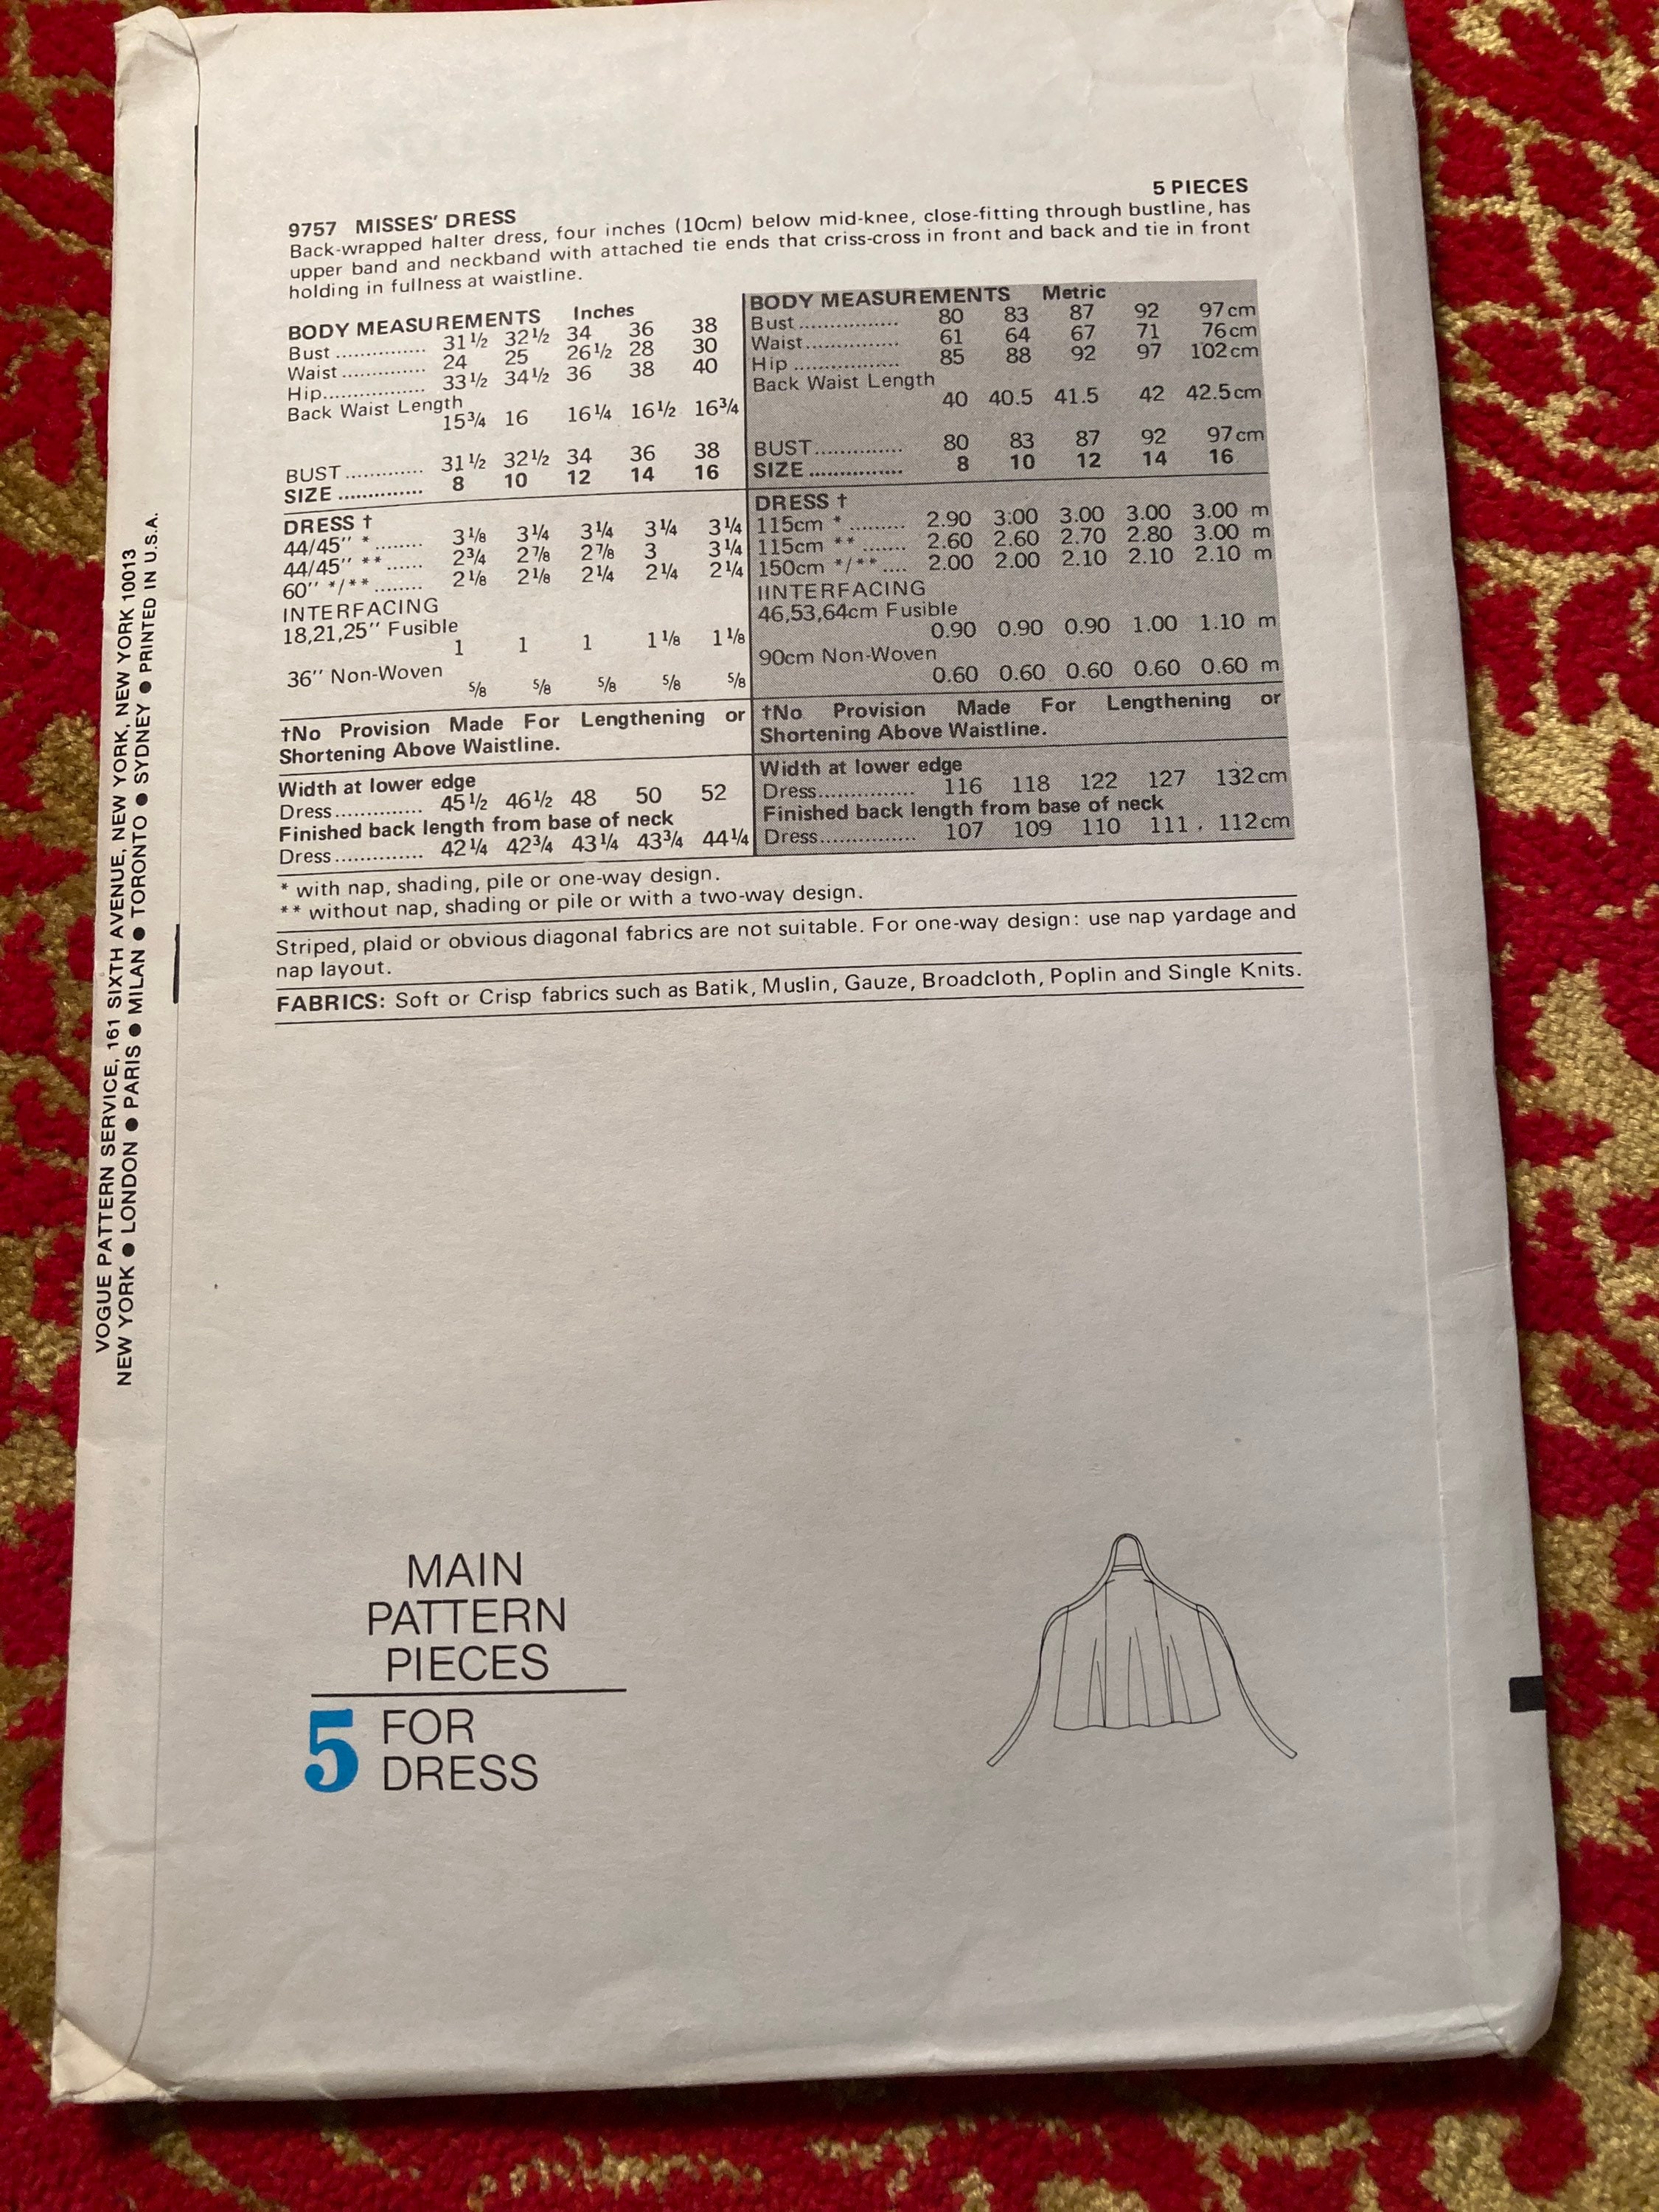 5 PIECES
9757 MISSES' DRESS
Back-wrapped halter dress, four inches (10cm) below mid-knee, close-fitting through bustline, has
upper band and neckband with attached tie ends that criss-cross in front and back and tie in front
holding in fullness at waistline.
BODY MEASUREMENTS Inches
Bust ............... 31½ 32½ 34 36 38
Waist .............. 24 25 26½ 28 30
Hip................. 33½ 34½ 36 38 40
Back Waist Length
15¾ 16 16¼ 16½ 16¾
BUST ............ 31½ 32½ 34 36 38
SIZE .............. 8 10 12 14 16
DRESS †
44/45" * ........ 3⅛ 3¼ 3¼ 3¼ 3¼
44/45" ** ...... 2¾ 2⅞ 2⅞ 3 3¼
60" */** ........ 2⅛ 2⅛ 2¼ 2¼ 2¼
INTERFACING
18,21,25" Fusible
1 1 1 1⅛ 1⅛
36" Non-Woven
⅝ ⅝ ⅝ ⅝ ⅝
†No Provision Made For Lengthening or
Shortening Above Waistline.
Width at lower edge
Dress............. 45½ 46½ 48 50 52
Finished back length from base of neck
Dress.............. 42¼ 42¾ 43¼ 43¾ 44¼
BODY MEASUREMENTS Metric
Bust ................ 80 83 87 92 97cm
Waist................ 61 64 67 71 76cm
Hip .................. 85 88 92 97 102cm
Back Waist Length
40 40.5 41.5 42 42.5cm
BUST.............. 80 83 87 92 97cm
SIZE ................ 8 10 12 14 16
DRESS †
115cm * ......... 2.90 3.00 3.00 3.00 3.00 m
115cm ** ....... 2.60 2.60 2.70 2.80 3.00 m
150cm */** .... 2.00 2.00 2.10 2.10 2.10 m
IINTERFACING
46,53,64cm Fusible
0.90 0.90 0.90 1.00 1.10 m
90cm Non-Woven
0.60 0.60 0.60 0.60 0.60 m
†No Provision Made For Lengthening or
Shortening Above Waistline.
Width at lower edge
Dress............... 116 118 122 127 132cm
Finished back length from base of neck
Dress............... 107 109 110 111 . 112cm
* with nap, shading, pile or one-way design.
** without nap, shading or pile or with a two-way design.
Striped, plaid or obvious diagonal fabrics are not suitable. For one-way design: use nap yardage and
nap layout.
FABRICS: Soft or Crisp fabrics such as Batik, Muslin, Gauze, Broadcloth, Poplin and Single Knits.
VOGUE PATTERN SERVICE, 161 SIXTH AVENUE, NEW YORK, NEW YORK 10013
NEW YORK ● LONDON ● PARIS ● MILAN ● TORONTO ● SYDNEY ● PRINTED IN U.S.A.
MAIN
PATTERN
PIECES
5 FOR
DRESS